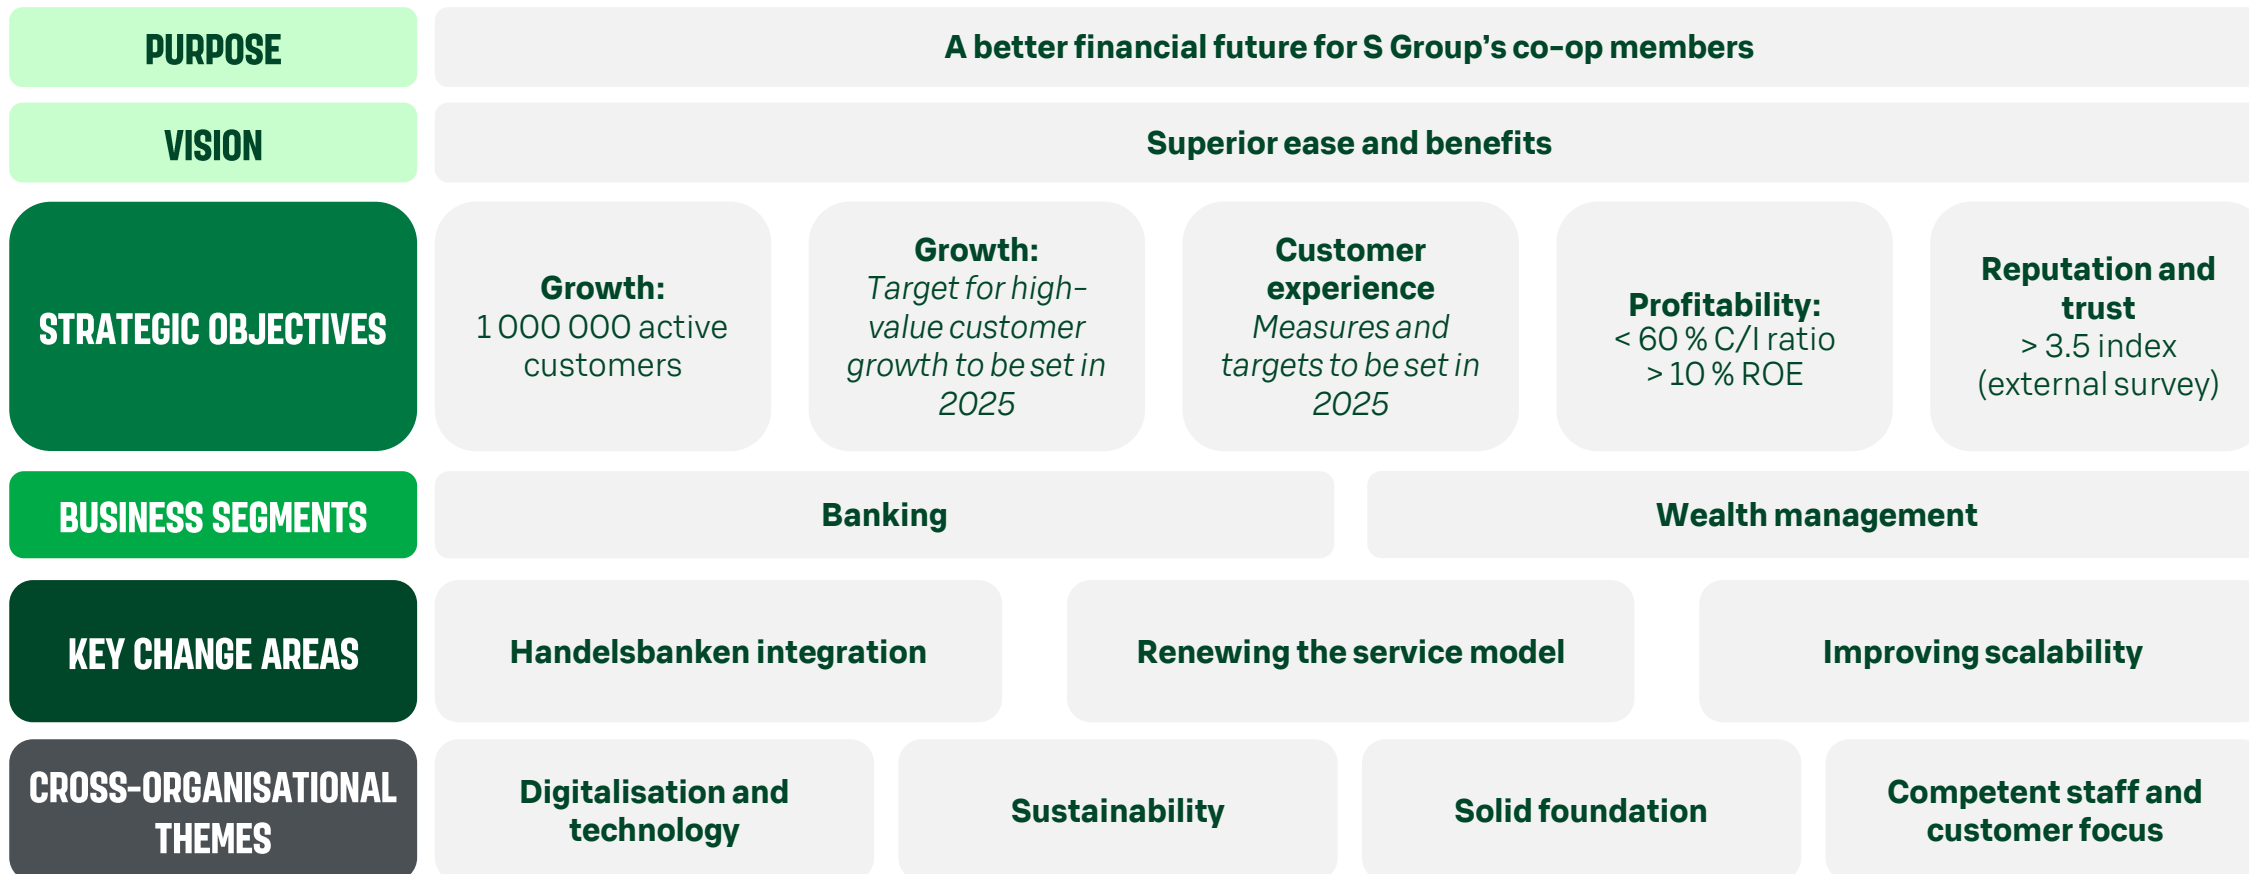 PURPOSE
A better financial future for S Group’s co-op members
VISION
Superior ease and benefits
STRATEGIC OBJECTIVES
Growth:
1 000 000 active
customers
Growth:
Target for high-
value customer
growth to be set in
2025
Customer
experience
Measures and
targets to be set in
2025
Profitability:
< 60 % C/I ratio
> 10 % ROE
Reputation and
trust
> 3.5 index
(external survey)
BUSINESS SEGMENTS
Banking
Wealth management
KEY CHANGE AREAS
Handelsbanken integration
Renewing the service model
Improving scalability
CROSS-ORGANISATIONAL
THEMES
Digitalisation and
technology
Sustainability
Solid foundation
Competent staff and
customer focus